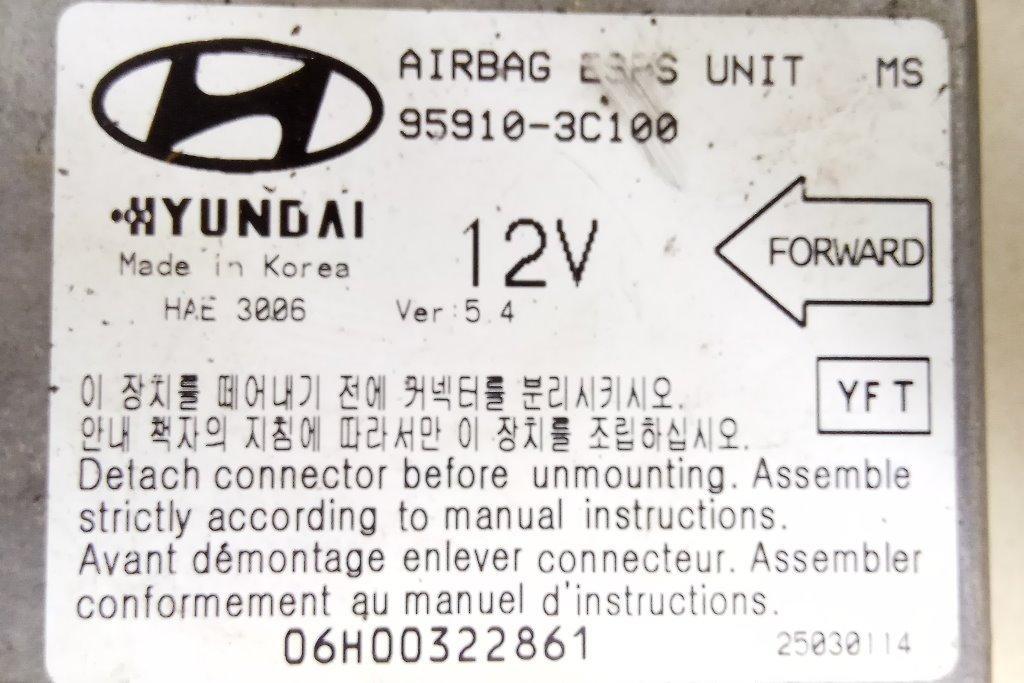 AIRBAG UNIT MS
95910-3C100
HYUNDAI
Made in Korea
12V
FORWARD
HAE 3006
Ver:5.4
YFT
이 장치를 떼어내기 전에 커넥터를 분리시키시오.
안내 책자의 지침에 따라서만 이 장치를 조립하십시오.
Detach connector before unmounting. Assemble
strictly according to manual instructions.
Avant démontage enlever connecteur. Assembler
conformement au manuel d'instructions.
06H00322861
25030114